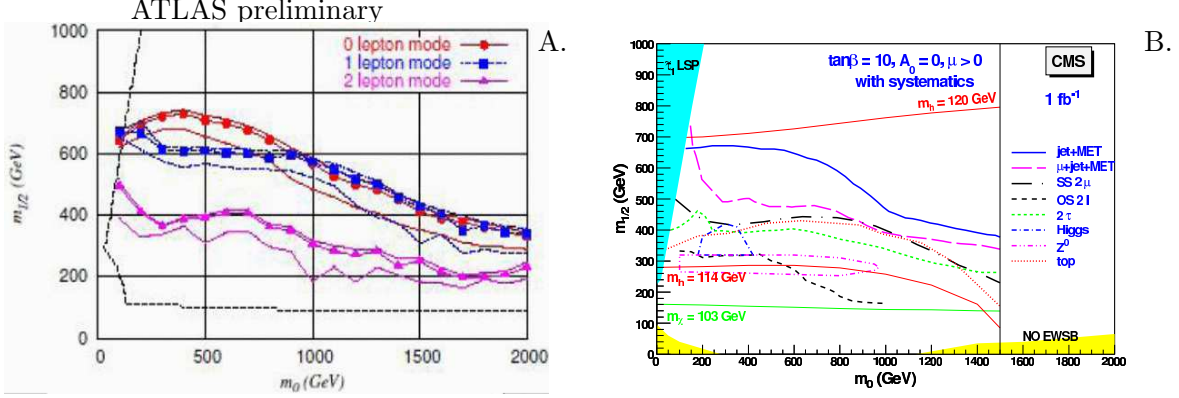 ATLAS preliminary
A.
1000
800
600
400
200
0
m1/2 (GeV)
0 lepton mode
1 lepton mode
2 lepton mode
0 500 1000 1500 2000
m0 (GeV)
B.
1000
900
800
700
600
500
400
300
200
100
0
m1/2 (GeV)
τ̃1 LSP
tanβ = 10, A0 = 0, μ > 0
with systematics
mh = 120 GeV
mh = 114 GeV
mχ = 103 GeV
NO EWSB
CMS
1 fb-1
jet+MET
μ+jet+MET
SS 2 μ
OS 2 l
2 τ
Higgs
Z0
top
0 200 400 600 800 1000 1200 1400 1600 1800 2000
m0 (GeV)